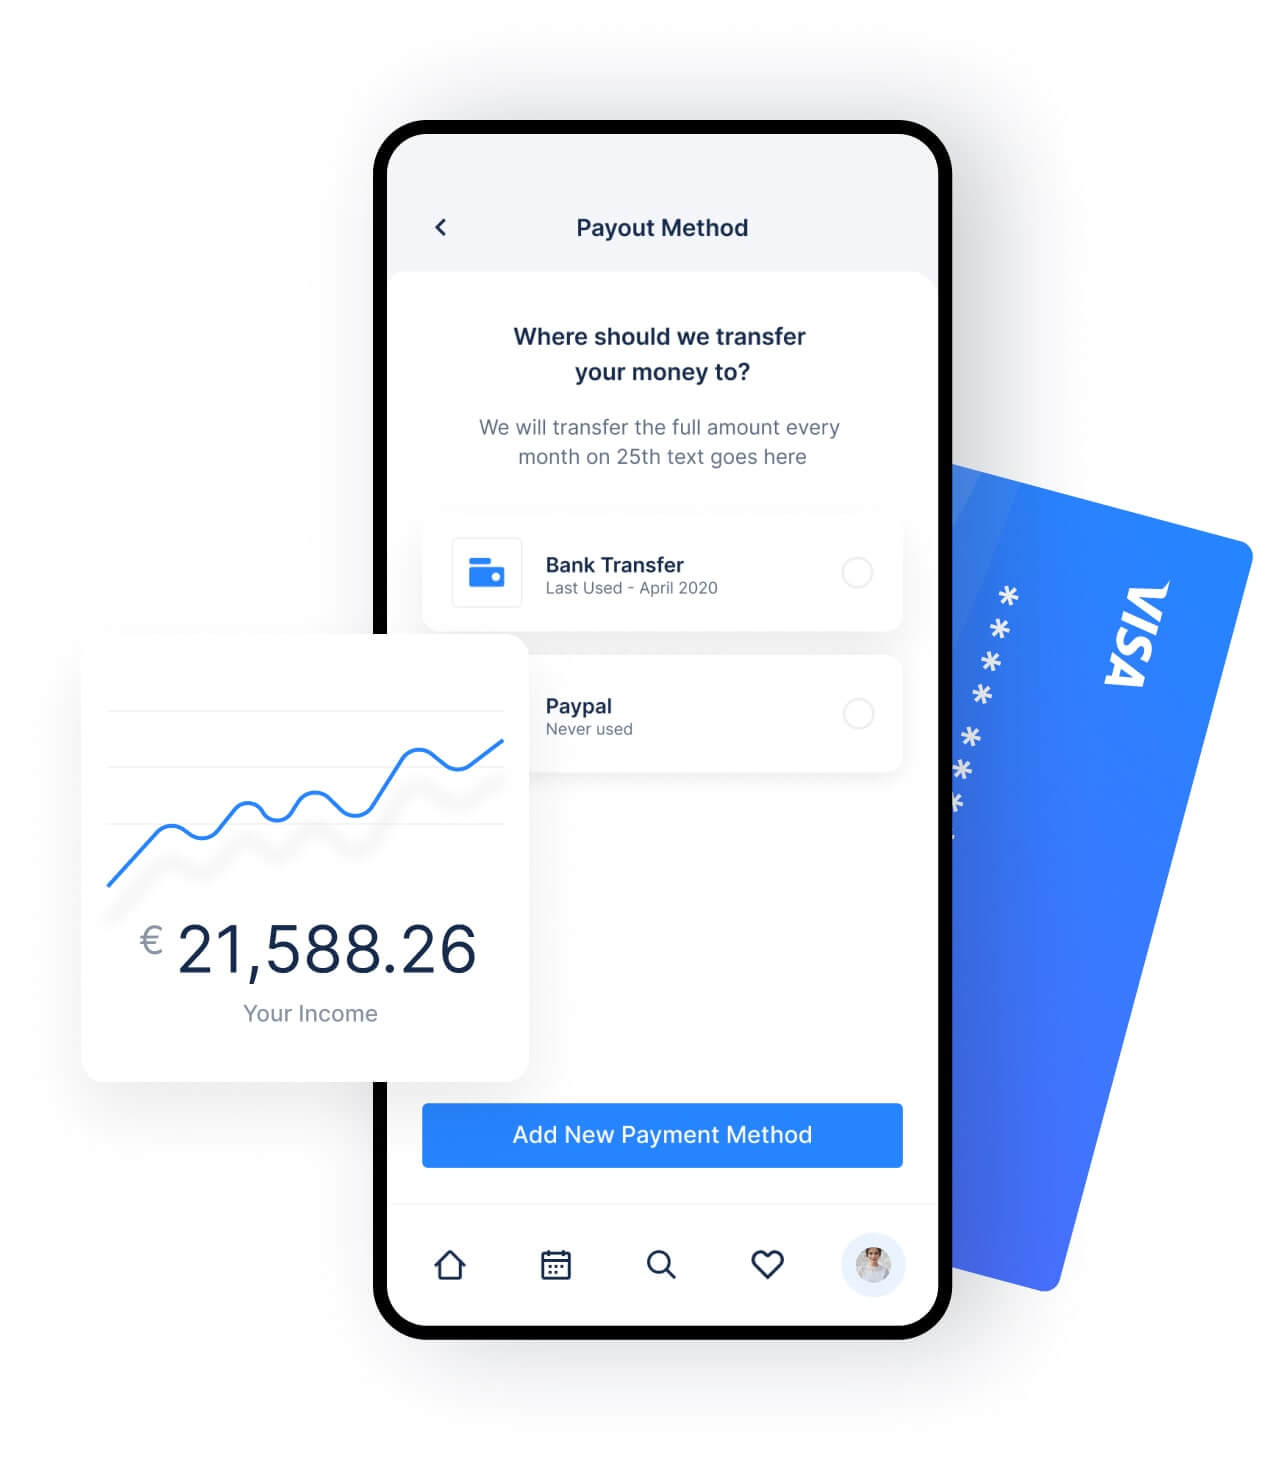 Payout Method
Where should we transfer
your money to?
We will transfer the full amount every
month on 25th text goes here
Bank Transfer
Last Used - April 2020
Paypal
Never used
€ 21,588.26
Your Income
Add New Payment Method
VISA
**** ***